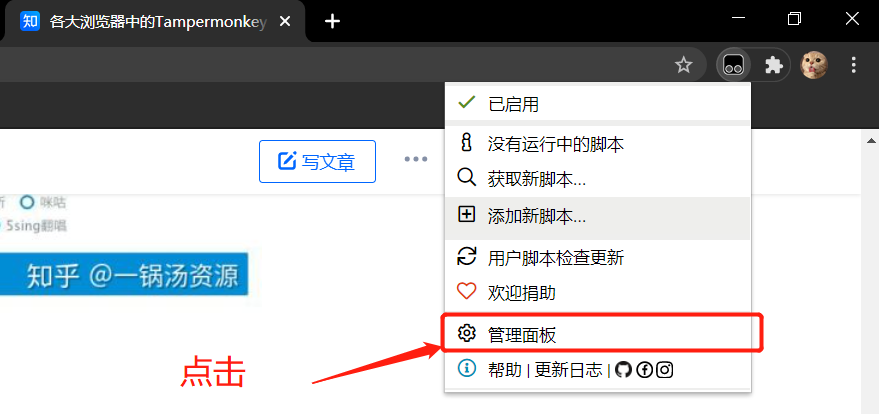 知 各大浏览器中的Tampermonkey
已启用
没有运行中的脚本
写文章
获取新脚本...
咪咕
添加新脚本...
5sing翻唱
用户脚本检查更新
知乎 @一锅汤资源
欢迎捐助
管理面板
点击
帮助 | 更新日志 |